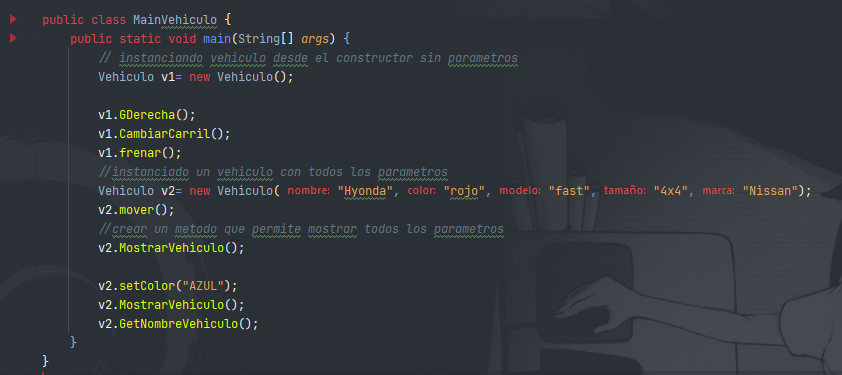 public class MainVehiculo {
public static void main(String[] args) {
// instanciando vehiculo desde el constructor sin parametros
Vehiculo v1= new Vehiculo();
v1.GDerecha();
v1.CambiarCarril();
v1.frenar();
//instanciado un vehiculo con todos los parametros
Vehiculo v2= new Vehiculo( nombre: "Hyonda", color: "rojo", modelo: "fast", tamaño: "4x4", marca: "Nissan");
v2.mover();
//crear un metodo que permite mostrar todos los parametros
v2.MostrarVehiculo();
v2.setColor("AZUL");
v2.MostrarVehiculo();
v2.GetNombreVehiculo();
}
}